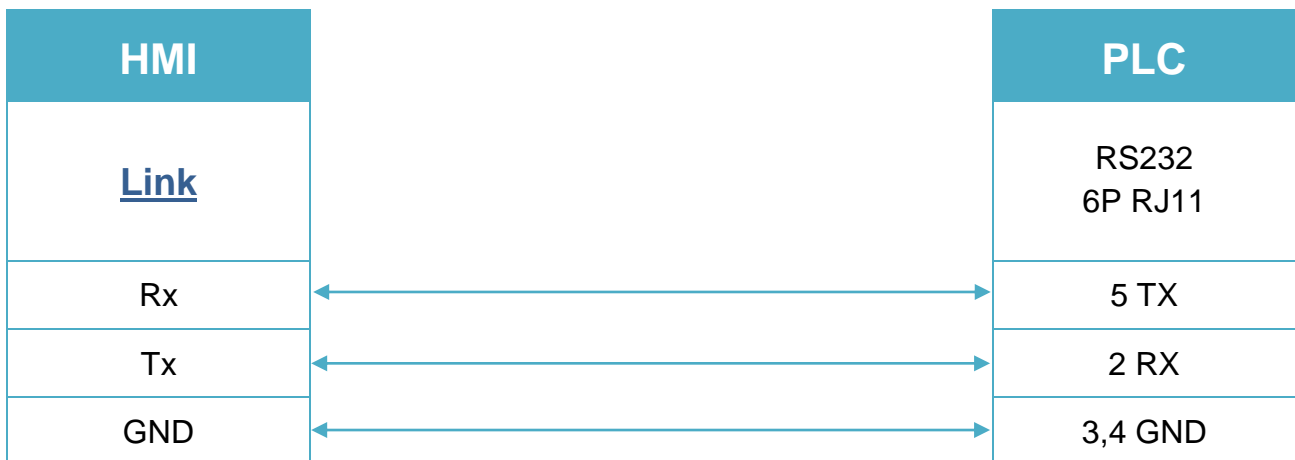 HMI PLC
Link RS232
6P RJ11
Rx 5 TX
Tx 2 RX
GND 3,4 GND